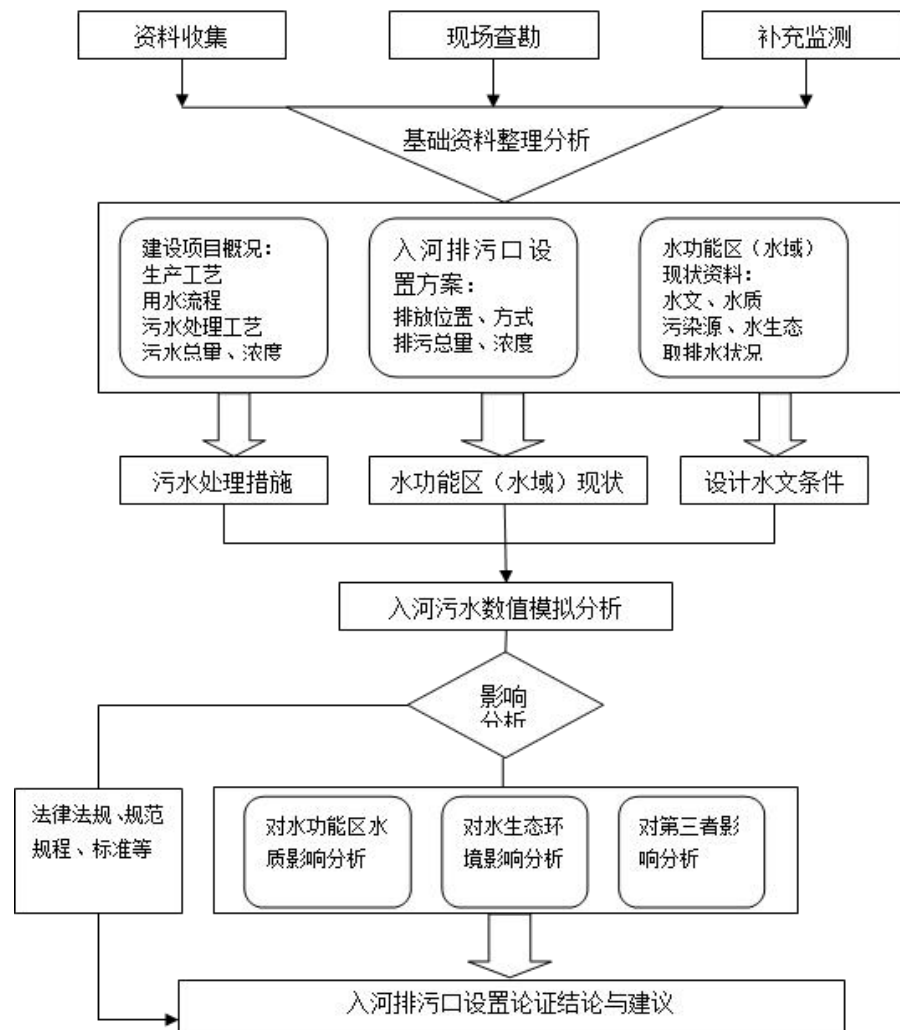 资料收集
现场查勘
补充监测
基础资料整理分析
建设项目概况：
生产工艺
用水流程
污水处理工艺
污水总量、浓度
入河排污口设
置方案：
排放位置、方式
排污总量、浓度
水功能区（水域）
现状资料：
水文、水质
污染源、水生态
取排水状况
污水处理措施
水功能区（水域）现状
设计水文条件
入河污水数值模拟分析
影响
分析
法律法规、规范
规程、标准等
对水功能区水
质影响分析
对水生态环
境影响分析
对第三者影
响分析
入河排污口设置论证结论与建议